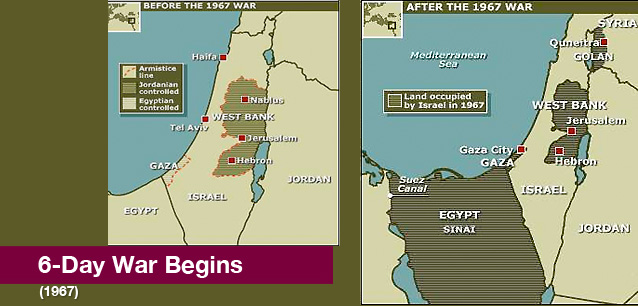 BEFORE THE 1967 WAR
Haifa
Armistice
line
Jordanian
controlled
Egyptian
controlled
Nablus
WEST BANK
Tel Aviv
Jerusalem
Hebron
GAZA
JORDAN
ISRAEL
EGYPT
AFTER THE 1967 WAR
SYRIA
Quneitra
GOLAN
Mediterranean
Sea
Land occupied
by Israel in 1967
WEST BANK
Jerusalem
Gaza City
GAZA
Hebron
Suez
Canal
ISRAEL
EGYPT
SINAI
JORDAN
6-Day War Begins
(1967)